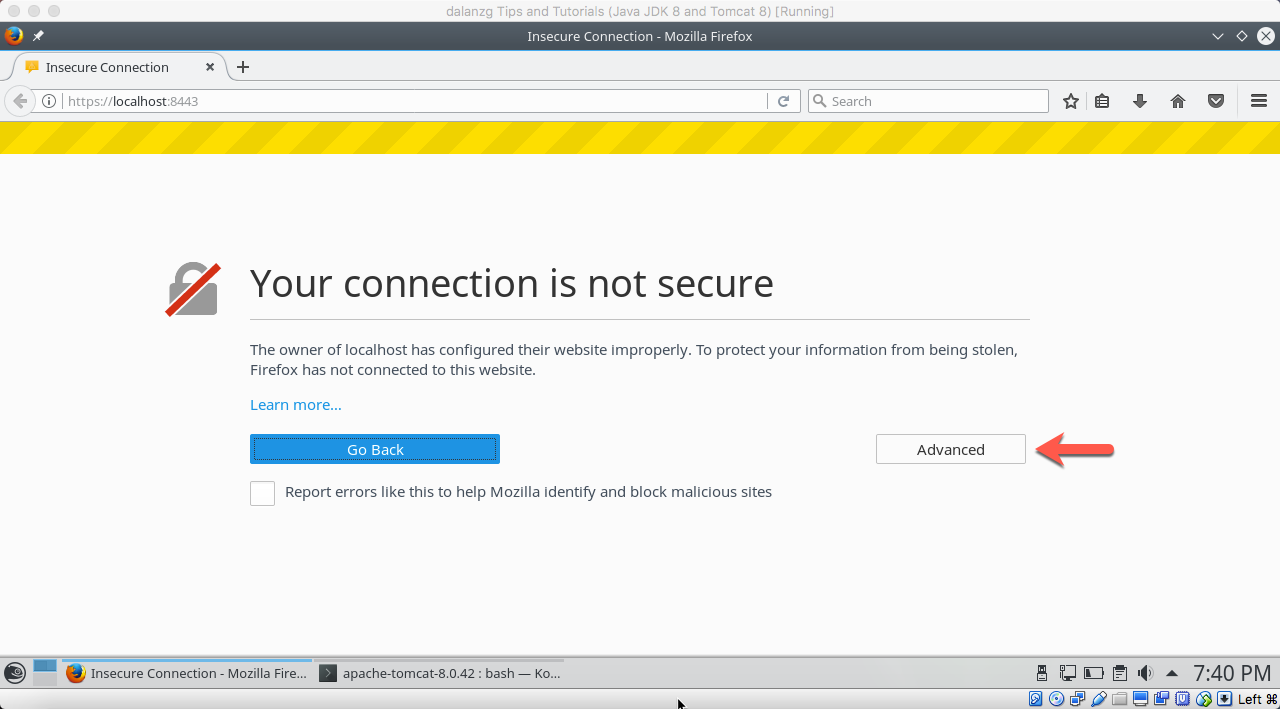 dalanzg Tips and Tutorials (Java JDK 8 and Tomcat 8) [Running]
Insecure Connection - Mozilla Firefox
Insecure Connection
https://localhost:8443
Search
Your connection is not secure
The owner of localhost has configured their website improperly. To protect your information from being stolen,
Firefox has not connected to this website.
Learn more...
Go Back
Advanced
Report errors like this to help Mozilla identify and block malicious sites
Insecure Connection - Mozilla Fire...
apache-tomcat-8.0.42 : bash — Ko...
7:40 PM
Left ⌘